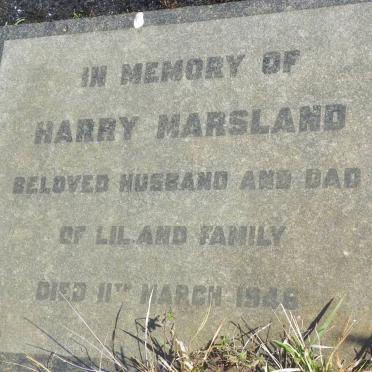 IN MEMORY OF
HARRY MARSLAND
BELOVED HUSBAND AND DAD
OF LIL.AND FAMILY
DIED 11TH MARCH 1946